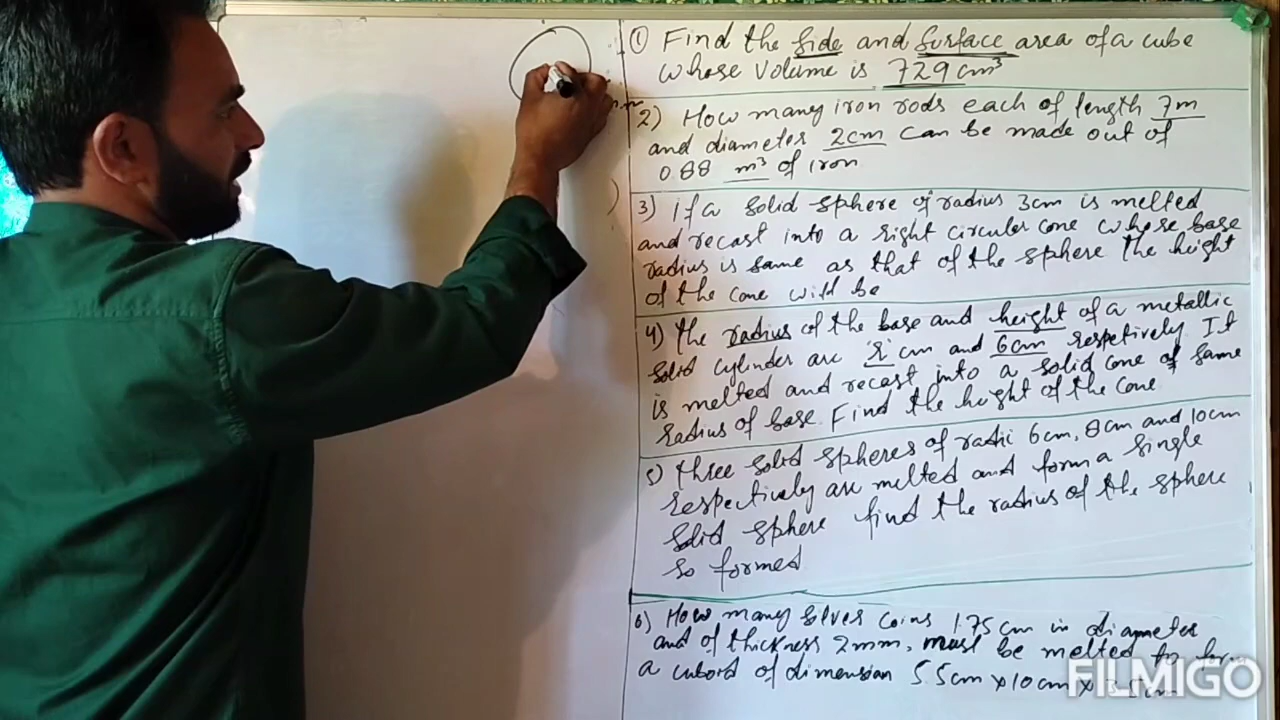 ① Find the side and surface area of a cube
whose volume is 729 cm³
2) How many iron rods each of length 7m
and diameter 2cm can be made out of
0.88 m³ of iron
3) If a solid sphere of radius 3cm is melted
and recast into a right circular cone whose base
radius is same as that of the sphere the height
of the cone will be
4) the radius of the base and height of a metallic
solid cylinder are r cm and 6cm respetively It
is melted and recast into a solid cone of same
radius of base. Find the height of the cone
5) three solid spheres of radii 6cm, 8cm and 10cm
respectively are melted and form a single
solid sphere find the radius of the sphere
so formed
6) How many silver coins 1.75 cm in diameter
and of thickness 2mm, must be melted to
a cuboid of dimension 5.5cm × 10cm × 3.5cm
FILMIGO